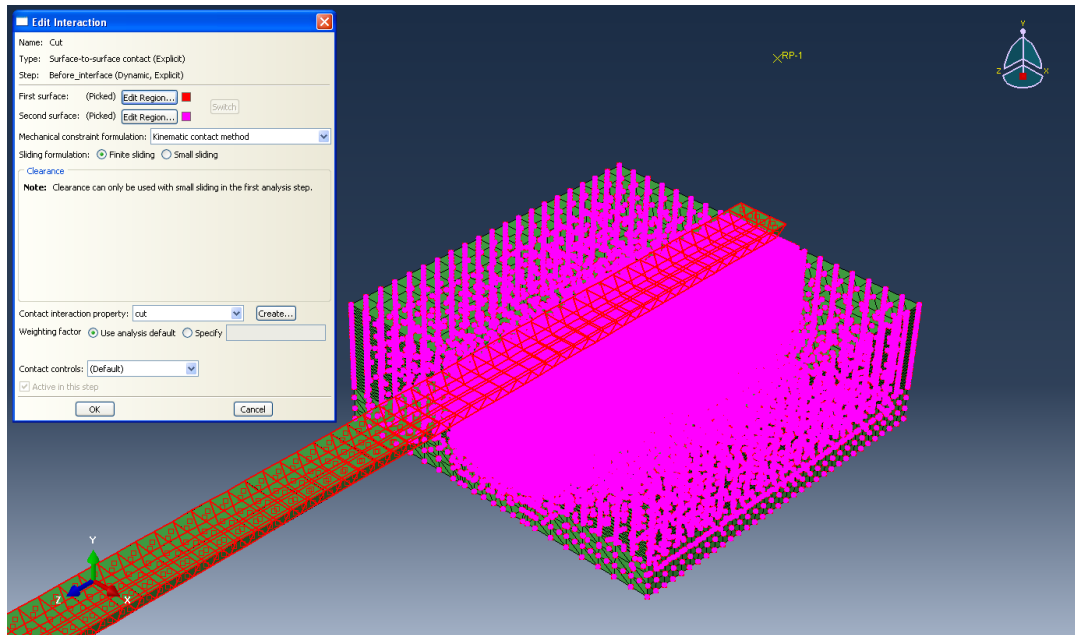 Edit Interaction
Name: Cut
Type: Surface-to-surface contact (Explicit)
Step: Before_interface (Dynamic, Explicit)
First surface: (Picked) Edit Region...
Switch
Second surface: (Picked) Edit Region...
Mechanical constraint formulation: Kinematic contact method
Sliding formulation: Finite sliding Small sliding
Clearance
Note: Clearance can only be used with small sliding in the first analysis step.
Contact interaction property: cut Create...
Weighting factor Use analysis default Specify
Contact controls: (Default)
Active in this step
OK Cancel
RP-1
Y
Z X
Y
Z X